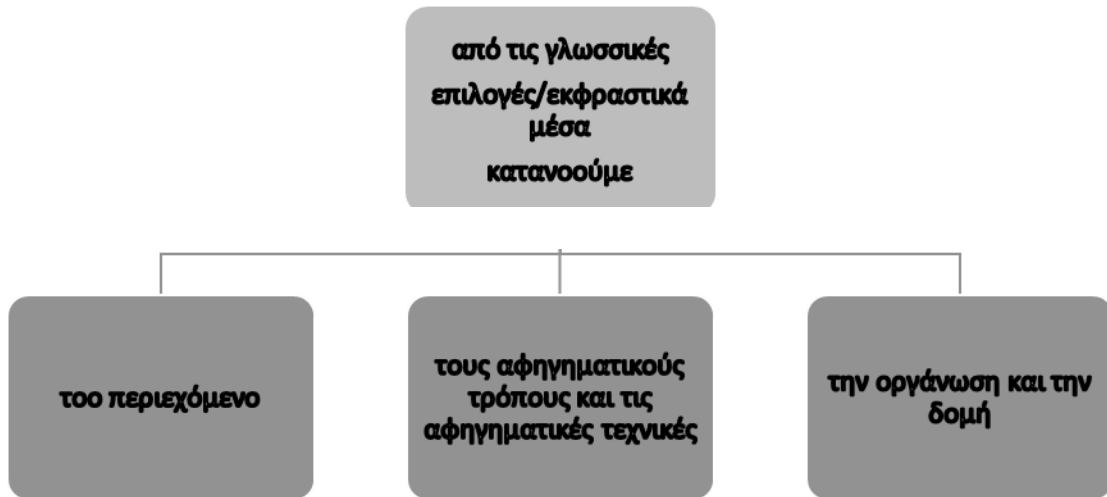 από τις γλωσσικές
επιλογές/εκφραστικά
μέσα
κατανοούμε
τοο περιεχόμενο
τους αφηγηματικούς
τρόπους και τις
αφηγηματικές τεχνικές
την οργάνωση και την
δομή